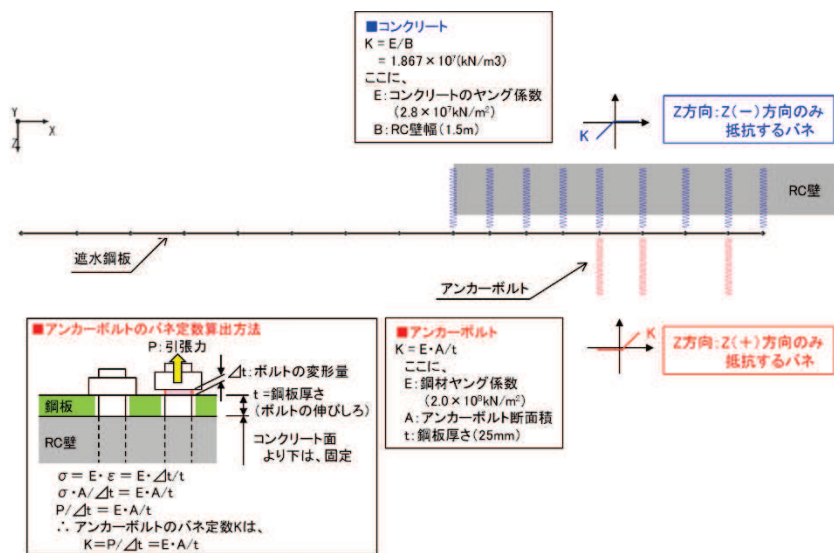 ■コンクリート
K = E/B
= 1.867×10⁷(kN/m3)
ここに、
E:コンクリートのヤング係数
(2.8×10⁷kN/m²)
B:RC壁幅(1.5m)
Y
X
Z
K
Z方向:Z(-)方向のみ
抵抗するバネ
RC壁
遮水鋼板
アンカーボルト
■アンカーボルトのバネ定数算出方法
P:引張力
⊿t:ボルトの変形量
t =鋼板厚さ
(ボルトの伸びしろ)
鋼板
RC壁
コンクリート面
より下は、固定
σ = E・ε = E・⊿t/t
σ・A/⊿t = E・A/t
P/⊿t = E・A/t
∴ アンカーボルトのバネ定数Kは、
K=P/⊿t =E・A/t
■アンカーボルト
K = E・A/t
ここに、
E:鋼材ヤング係数
(2.0×10⁸kN/m²)
A:アンカーボルト断面積
t:鋼板厚さ(25mm)
K
Z方向:Z(+)方向のみ
抵抗するバネ